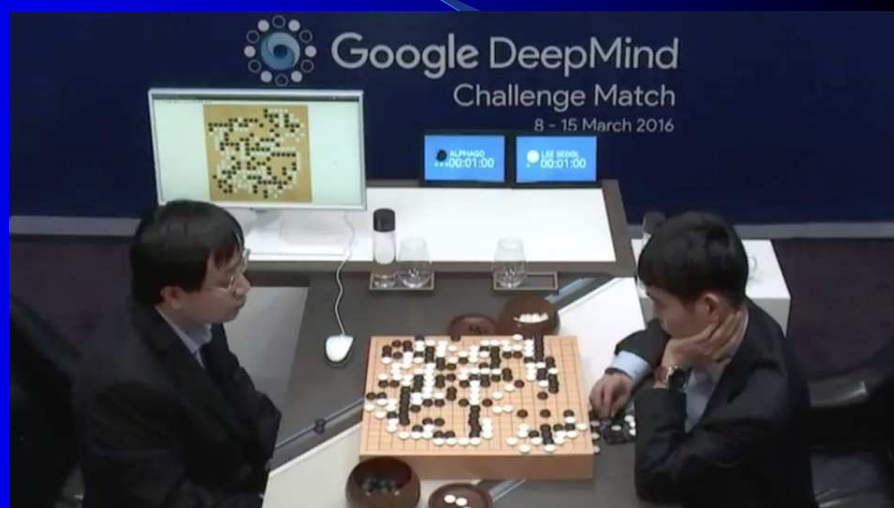 Google DeepMind
Challenge Match
8 - 15 March 2016
ALPHAGO
00:01:00
LEE SEDOL
00:01:00